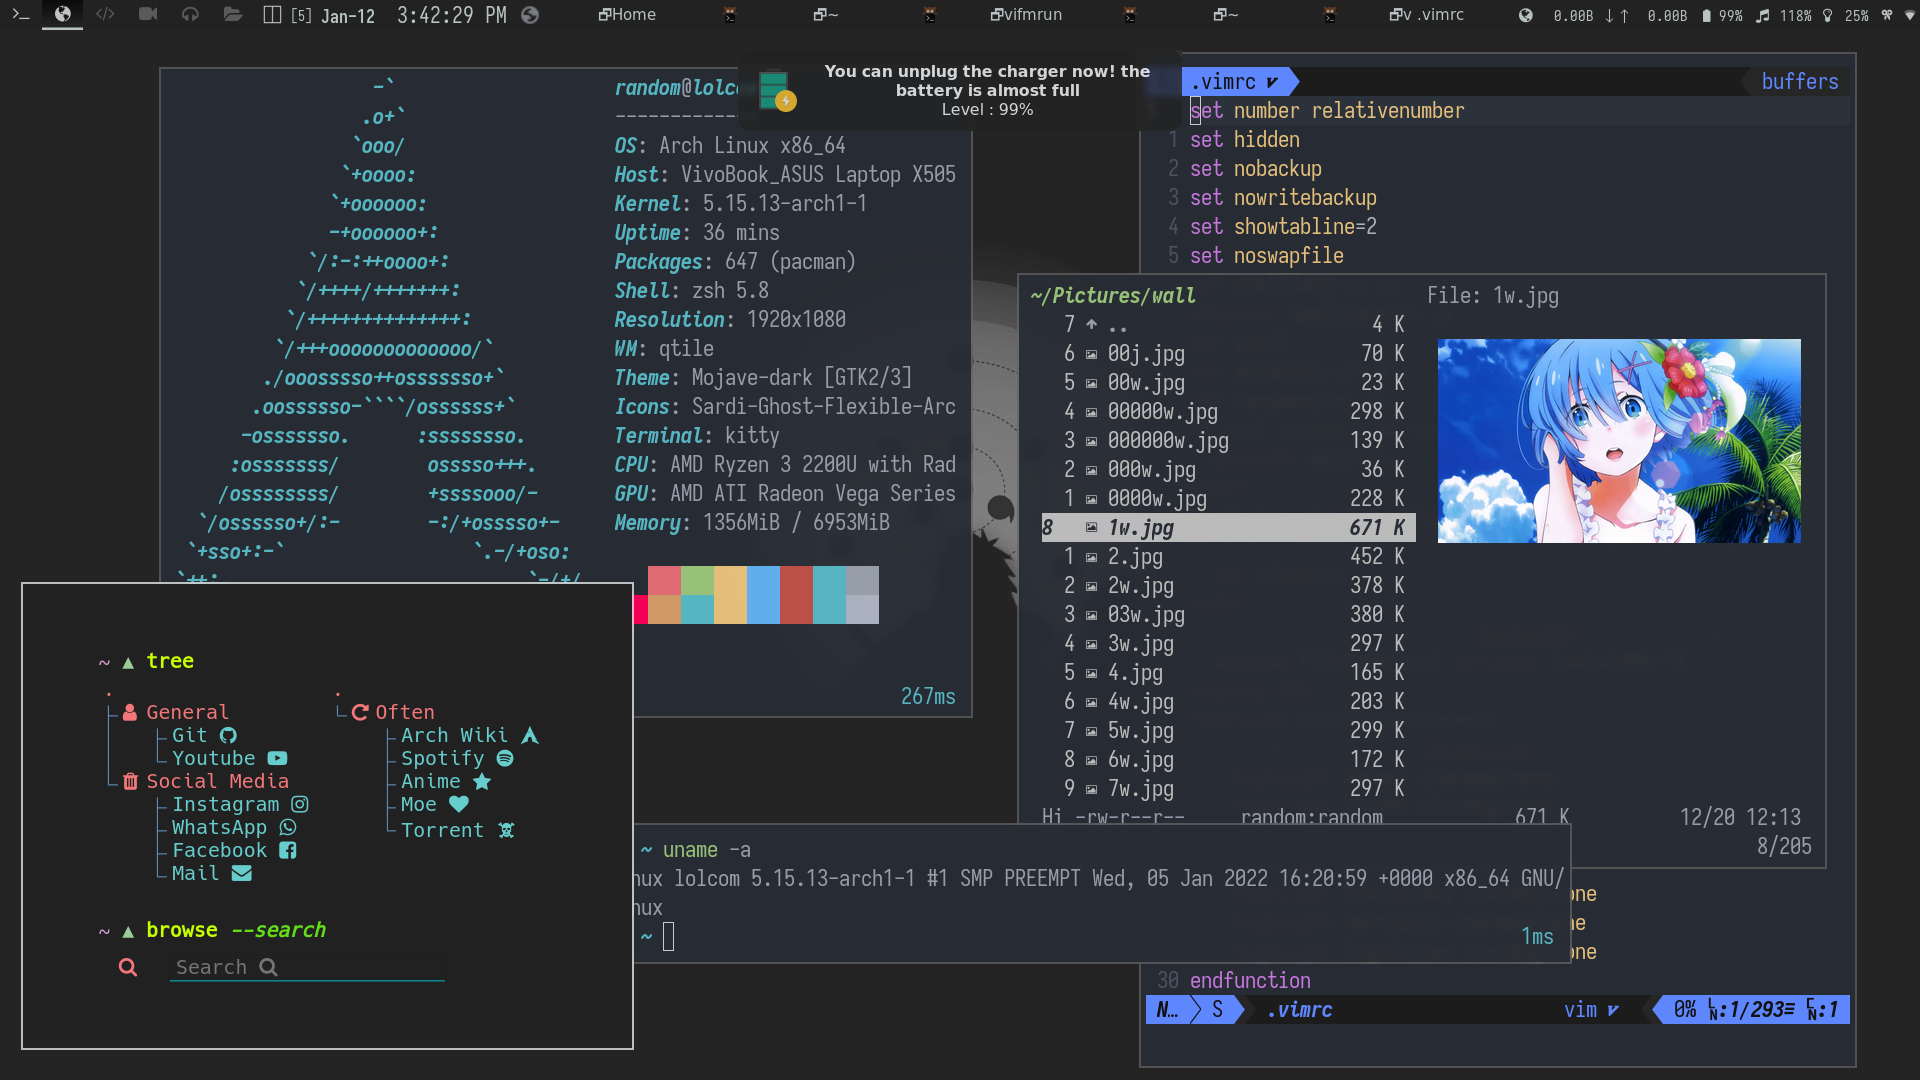 [5] Jan-12 3:42:29 PM Home ~ vifmrun ~ v .vimrc 0.00B ↓↑ 0.00B 99% 118% 25%
You can unplug the charger now! the
battery is almost full
Level : 99%
random@lolco
------------
OS: Arch Linux x86_64
Host: VivoBook_ASUS Laptop X505
Kernel: 5.15.13-arch1-1
Uptime: 36 mins
Packages: 647 (pacman)
Shell: zsh 5.8
Resolution: 1920x1080
WM: qtile
Theme: Mojave-dark [GTK2/3]
Icons: Sardi-Ghost-Flexible-Arc
Terminal: kitty
CPU: AMD Ryzen 3 2200U with Rad
GPU: AMD ATI Radeon Vega Series
Memory: 1356MiB / 6953MiB
267ms
-`
.o+`
`ooo/
`+oooo:
`+oooooo:
-+oooooo+:
`/:-:++oooo+:
`/++++/+++++++:
`/++++++++++++++:
`/+++ooooooooooooo/`
./ooosssso++osssssso+`
.oossssso-````/ossssss+`
-osssssso. :ssssssso.
:osssssss/ osssso+++.
/ossssssss/ +ssssooo/-
`/ossssso+/:- -:/+osssso+-
`+sso+:-` `.-/+oso:
`++: `-/+/
.vimrc buffers
set number relativenumber
1 set hidden
2 set nobackup
3 set nowritebackup
4 set showtabline=2
5 set noswapfile
~/Pictures/wall File: 1w.jpg
7 .. 4 K
6 00j.jpg 70 K
5 00w.jpg 23 K
4 00000w.jpg 298 K
3 000000w.jpg 139 K
2 000w.jpg 36 K
1 0000w.jpg 228 K
8 1w.jpg 671 K
1 2.jpg 452 K
2 2w.jpg 378 K
3 03w.jpg 380 K
4 3w.jpg 297 K
5 4.jpg 165 K
6 4w.jpg 203 K
7 5w.jpg 299 K
8 6w.jpg 172 K
9 7w.jpg 297 K
Hi -rw-r--r-- random:random 671 K 12/20 12:13
8/205
~ ▲ tree
General
Git
Youtube
Social Media
Instagram
WhatsApp
Facebook
Mail
Often
Arch Wiki
Spotify
Anime
Moe
Torrent
~ ▲ browse --search
Search
~ uname -a
nux lolcom 5.15.13-arch1-1 #1 SMP PREEMPT Wed, 05 Jan 2022 16:20:59 +0000 x86_64 GNU/
nux
~
1ms
one
ne
one
30 endfunction
N… S .vimrc vim 0% LN:1/293≡ CN:1